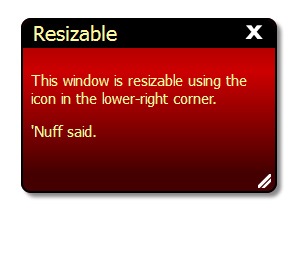 Resizable X
This window is resizable using the
icon in the lower-right corner.
'Nuff said.